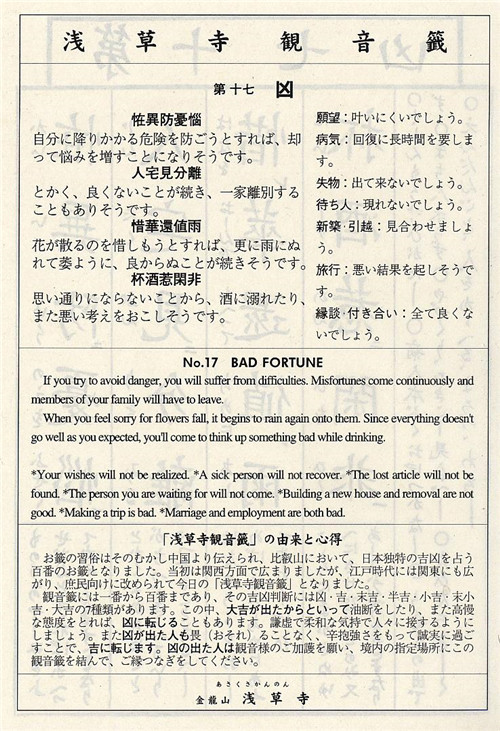 浅草寺観音籤
第十七 凶
恠異防憂惱
自分に降りかかる危険を防ごうとすれば、却
って悩みを増すことになりそうです。
人宅見分離
とかく、良くないことが続き、一家離別する
こともありそうです。
惜華還値雨
花が散るのを惜しもうとすれば、更に雨にぬ
れて萎ように、良からぬことが続きそうです。
杯酒惹閑非
思い通りにならないことから、酒に溺れたり、
また悪い考えをおこしそうです。
願望：叶いにくいでしょう。
病気：回復に長時間を要しま
す。
失物：出て来ないでしょう。
待ち人：現れないでしょう。
新築・引越：見合わせましょ
う。
旅行：悪い結果を起しそうで
す。
縁談・付き合い：全て良くな
いでしょう。
No.17 BAD FORTUNE
If you try to avoid danger, you will suffer from difficulties. Misfortunes come continuously and
members of your family will have to leave.
When you feel sorry for flowers fall, it begins to rain again onto them. Since everything doesn't
go well as you expected, you'll come to think up something bad while drinking.
*Your wishes will not be realized. *A sick person will not recover. *The lost article will not be
found. *The person you are waiting for will not come. *Building a new house and removal are not
good. *Making a trip is bad. *Marriage and employment are both bad.
「浅草寺観音籤」の由来と心得
お籤の習俗はそのむかし中国より伝えられ、比叡山において、日本独特の吉凶を占う
百番のお籤となりました。当初は関西方面で広まりましたが、江戸時代には関東にも広
がり、庶民向けに改められて今日の「浅草寺観音籤」となりました。
観音籤には一番から百番まであり、その吉凶判断には凶・吉・末吉・半吉・小吉・末小
吉・大吉の7種類があります。この中、大吉が出たからといって油断をしたり、また高慢
な態度をとれば、凶に転じることもあります。謙虚で柔和な気持で人々に接するように
しましょう。また凶が出た人も畏（おそれ）ることなく、辛抱強さをもって誠実に過ご
すことで、吉に転じます。凶の出た人は観音様のご加護を願い、境内の指定場所にこの
観音籤を結んで、ご縁つなぎをしてください。
あさくさかんのん
金龍山 浅草寺